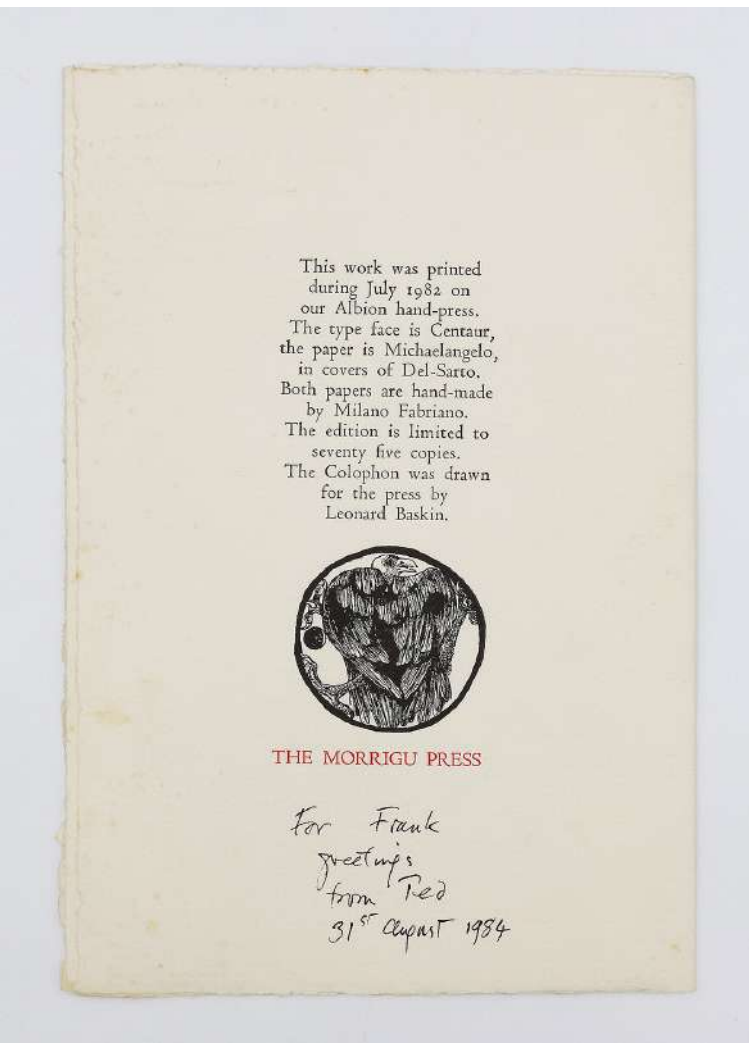 This work was printed
during July 1982 on
our Albion hand-press.
The type face is Centaur,
the paper is Michaelangelo,
in covers of Del-Sarto.
Both papers are hand-made
by Milano Fabriano.
The edition is limited to
seventy five copies.
The Colophon was drawn
for the press by
Leonard Baskin.
THE MORRIGU PRESS
For Frank
greetings
from Ted
31st August 1984